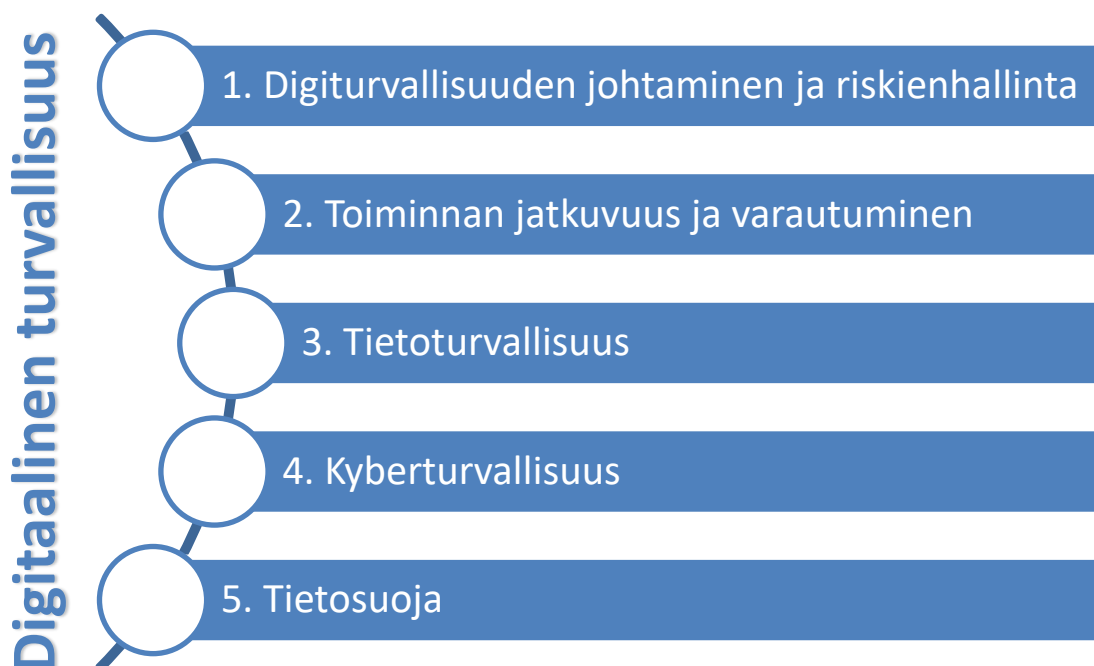 Digitaalinen turvallisuus
1. Digiturvallisuuden johtaminen ja riskienhallinta
2. Toiminnan jatkuvuus ja varautuminen
3. Tietoturvallisuus
4. Kyberturvallisuus
5. Tietosuoja